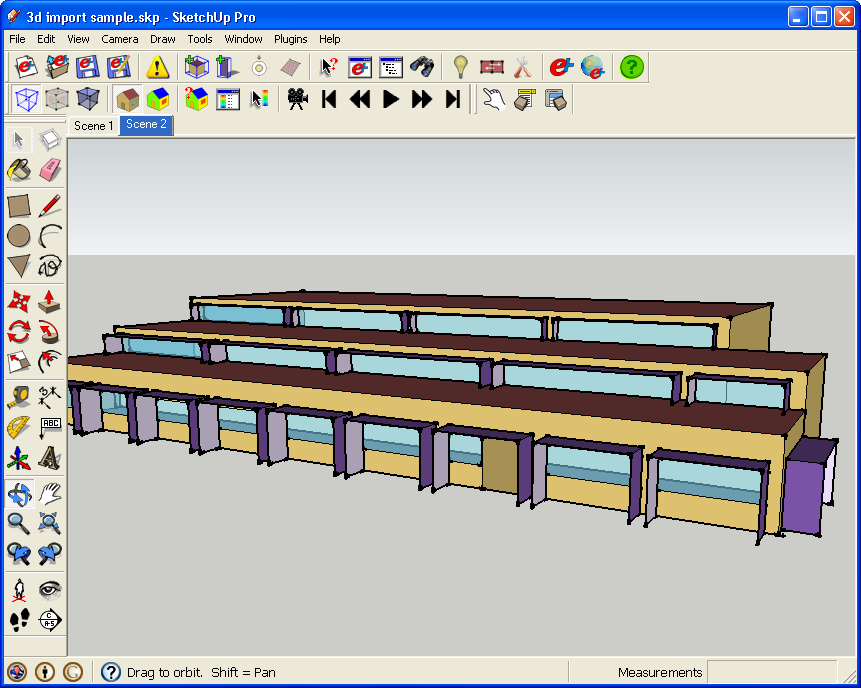 3d import sample.skp - SketchUp Pro
File Edit View Camera Draw Tools Window Plugins Help
Scene 1 Scene 2
ABC
Drag to orbit. Shift = Pan
Measurements